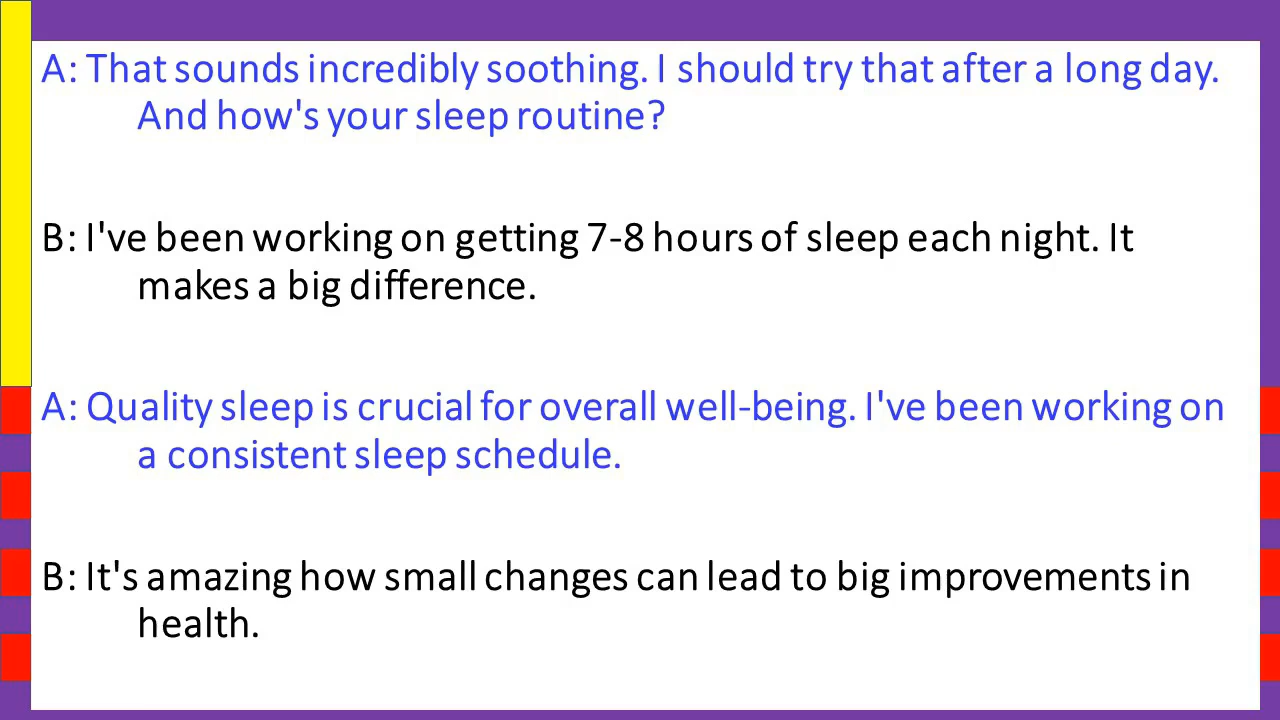 A: That sounds incredibly soothing. I should try that after a long day.
And how's your sleep routine?
B: I've been working on getting 7-8 hours of sleep each night. It
makes a big difference.
A: Quality sleep is crucial for overall well-being. I've been working on
a consistent sleep schedule.
B: It's amazing how small changes can lead to big improvements in
health.